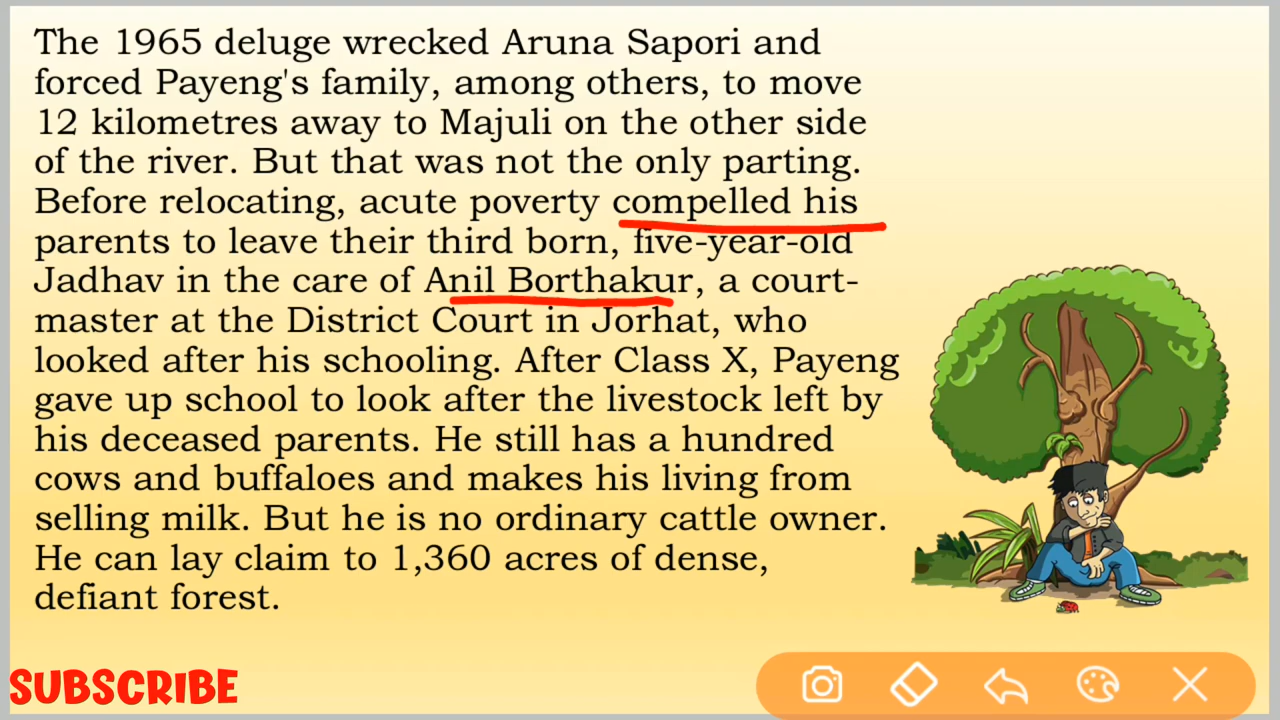 The 1965 deluge wrecked Aruna Sapori and
forced Payeng's family, among others, to move
12 kilometres away to Majuli on the other side
of the river. But that was not the only parting.
Before relocating, acute poverty compelled his
parents to leave their third born, five-year-old
Jadhav in the care of Anil Borthakur, a court-
master at the District Court in Jorhat, who
looked after his schooling. After Class X, Payeng
gave up school to look after the livestock left by
his deceased parents. He still has a hundred
cows and buffaloes and makes his living from
selling milk. But he is no ordinary cattle owner.
He can lay claim to 1,360 acres of dense,
defiant forest.
SUBSCRIBE